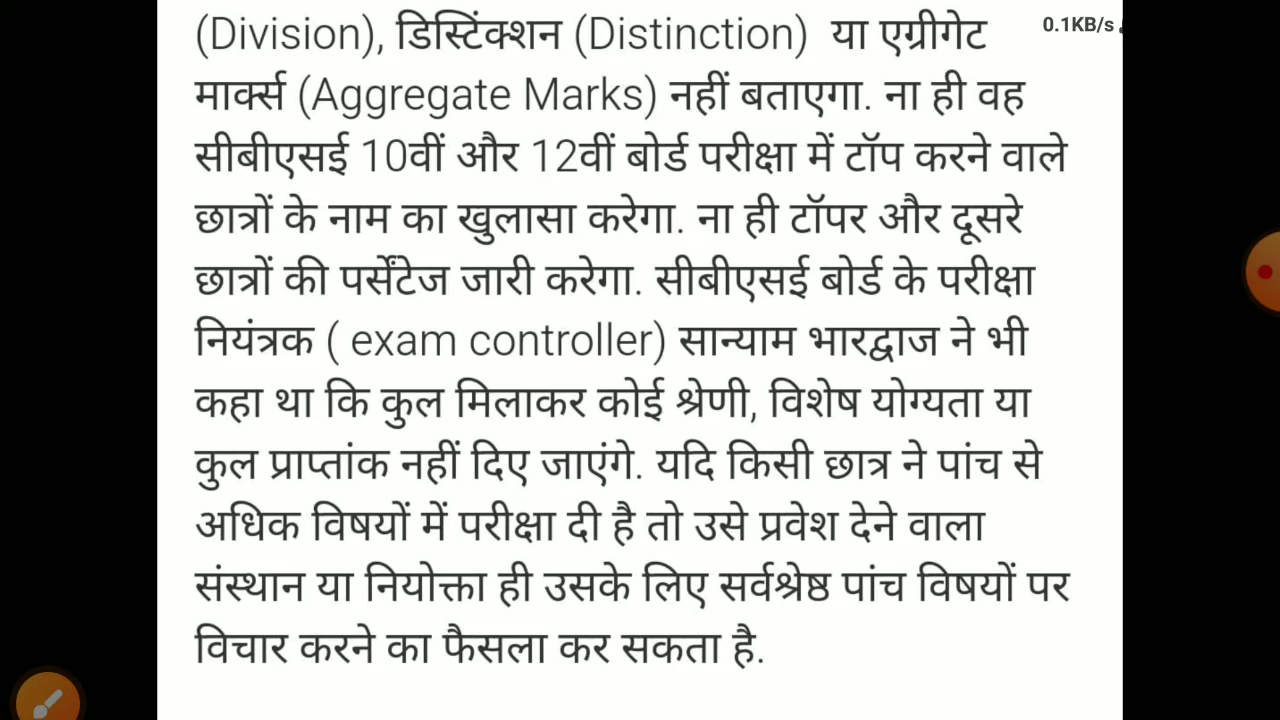 (Division), डिस्टिंक्शन (Distinction) या एग्रीगेट
0.1KB/s
मार्क्स (Aggregate Marks) नहीं बताएगा. ना ही वह
सीबीएसई 10वीं और 12वीं बोर्ड परीक्षा में टॉप करने वाले
छात्रों के नाम का खुलासा करेगा. ना ही टॉपर और दूसरे
छात्रों की पर्सेंटेज जारी करेगा. सीबीएसई बोर्ड के परीक्षा
नियंत्रक ( exam controller) सान्याम भारद्वाज ने भी
कहा था कि कुल मिलाकर कोई श्रेणी, विशेष योग्यता या
कुल प्राप्तांक नहीं दिए जाएंगे. यदि किसी छात्र ने पांच से
अधिक विषयों में परीक्षा दी है तो उसे प्रवेश देने वाला
संस्थान या नियोक्ता ही उसके लिए सर्वश्रेष्ठ पांच विषयों पर
विचार करने का फैसला कर सकता है.